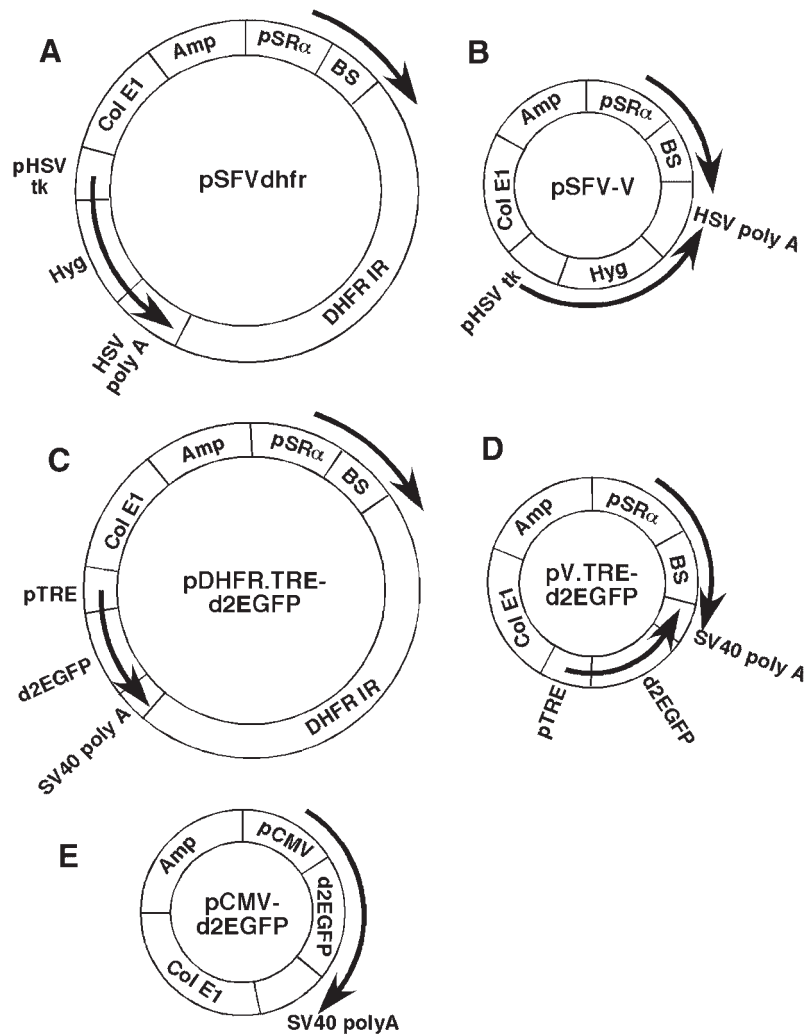 A
Amp
pSRα
BS
Col E1
pHSV
tk
pSFVdhfr
Hyg
HSV
poly A
DHFR IR
B
Amp
pSRα
BS
Col E1
pSFV-V
HSV poly A
Hyg
pHSV tk
C
Amp
pSRα
BS
Col E1
pTRE
pDHFR.TRE-
d2EGFP
d2EGFP
SV40 poly A
DHFR IR
D
Amp
pSRα
BS
Col E1
pV.TRE-
d2EGFP
SV40 poly A
pTRE
d2EGFP
E
Amp
pCMV
d2EGFP
pCMV-
d2EGFP
Col E1
SV40 polyA